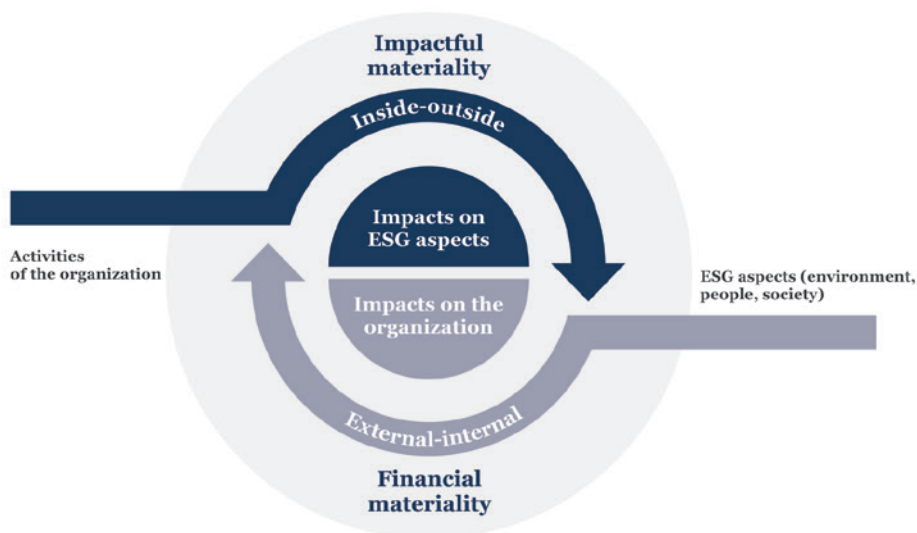 Impactful
materiality
Inside-outside
Impacts on
ESG aspects
Activities
of the organization
ESG aspects (environment,
people, society)
Impacts on the
organization
External-internal
Financial
materiality